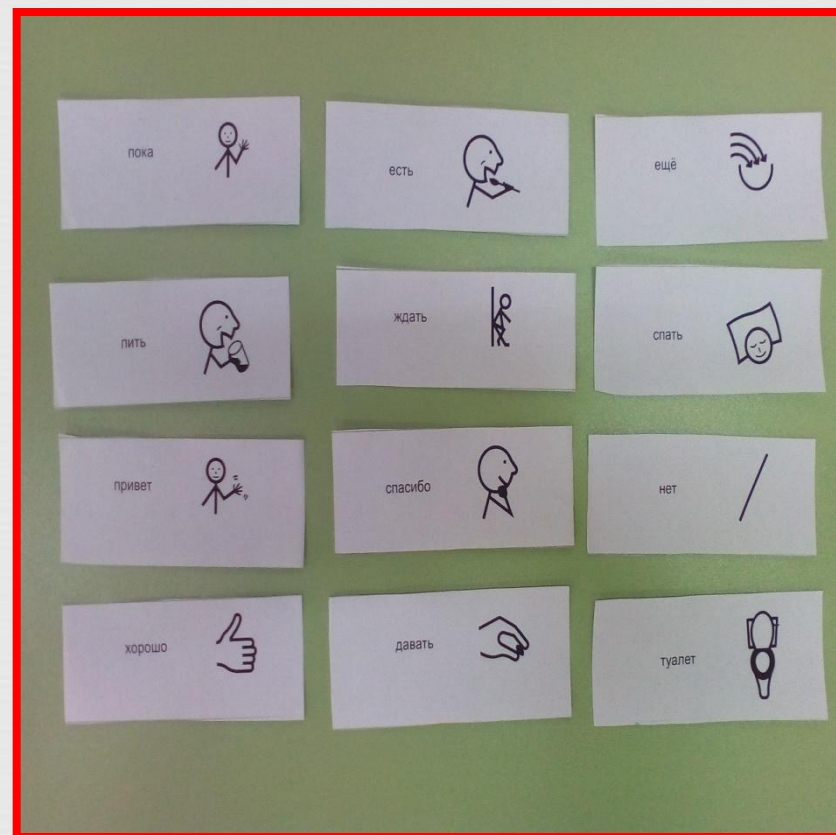 пока
есть
ещё
пить
ждать
спать
привет
спасибо
нет
хорошо
давать
туалет